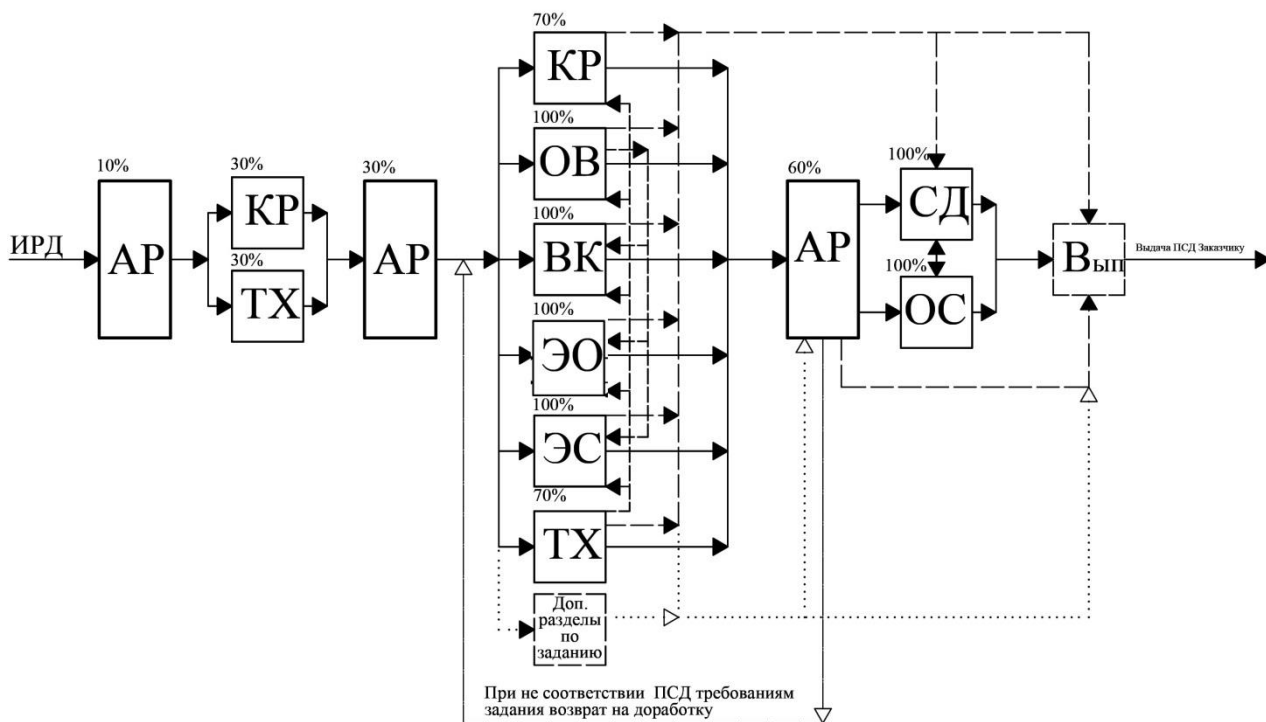 ИРД
10%
АР
30%
КР
30%
ТХ
30%
АР
70%
КР
100%
ОВ
100%
ВК
100%
ЭО
100%
ЭС
70%
ТХ
Доп.
разделы
по
заданию
60%
АР
100%
СД
100%
ОС
Вып
Выдача ПСД Заказчику
При не соответствии ПСД требованиям
задания возврат на доработку